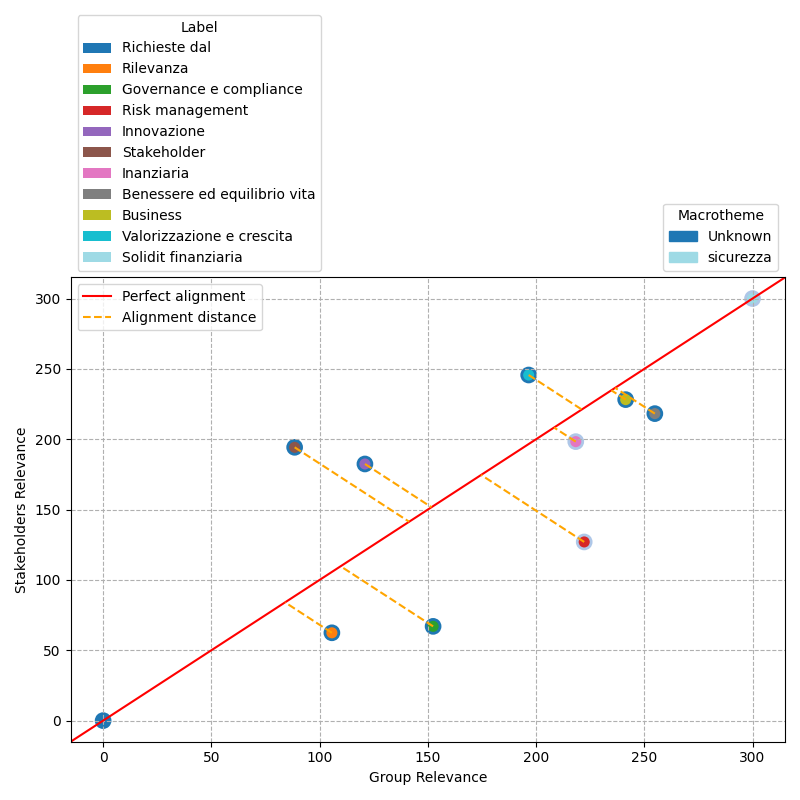 Label
Richieste dal
Rilevanza
Governance e compliance
Risk management
Innovazione
Stakeholder
Inanziaria
Benessere ed equilibrio vita
Business
Valorizzazione e crescita
Solidit finanziaria
Macrotheme
Unknown
sicurezza
Perfect alignment
Alignment distance
300
250
200
150
100
50
0
Stakeholders Relevance
0 50 100 150 200 250 300
Group Relevance